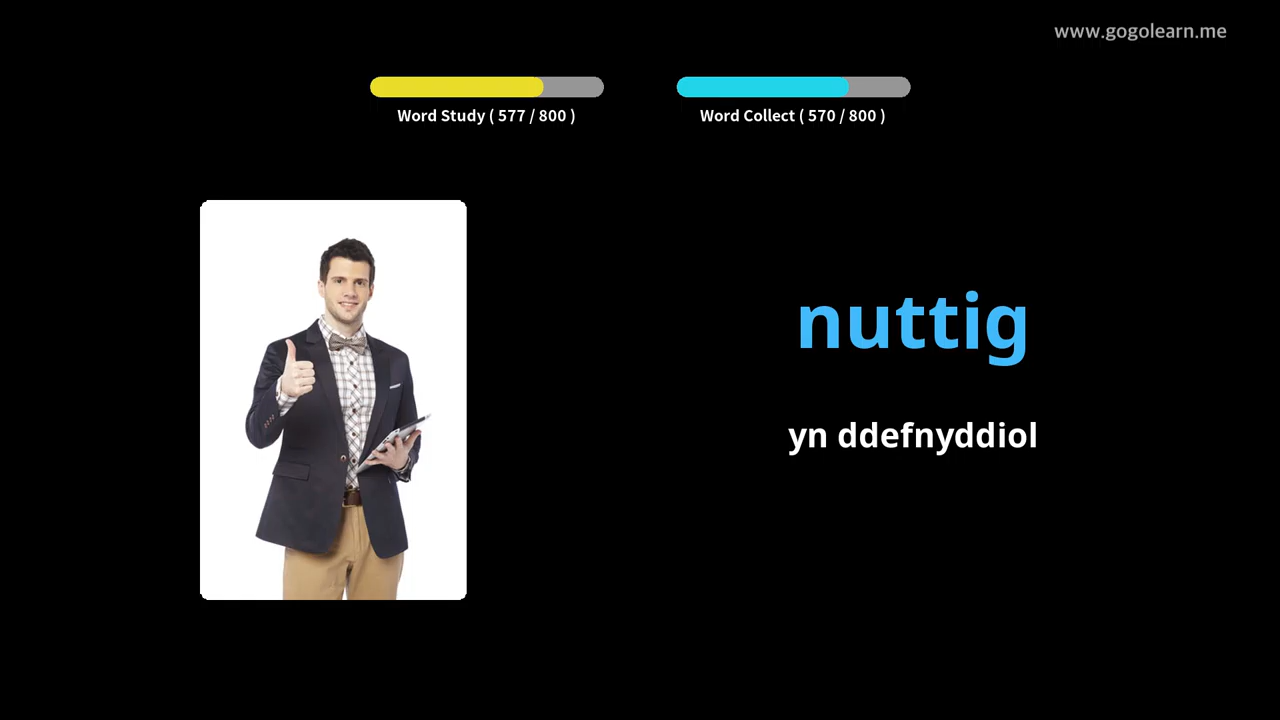 www.gogolearn.me
Word Study ( 577 / 800 )
Word Collect ( 570 / 800 )
nuttig
yn ddefnyddiol